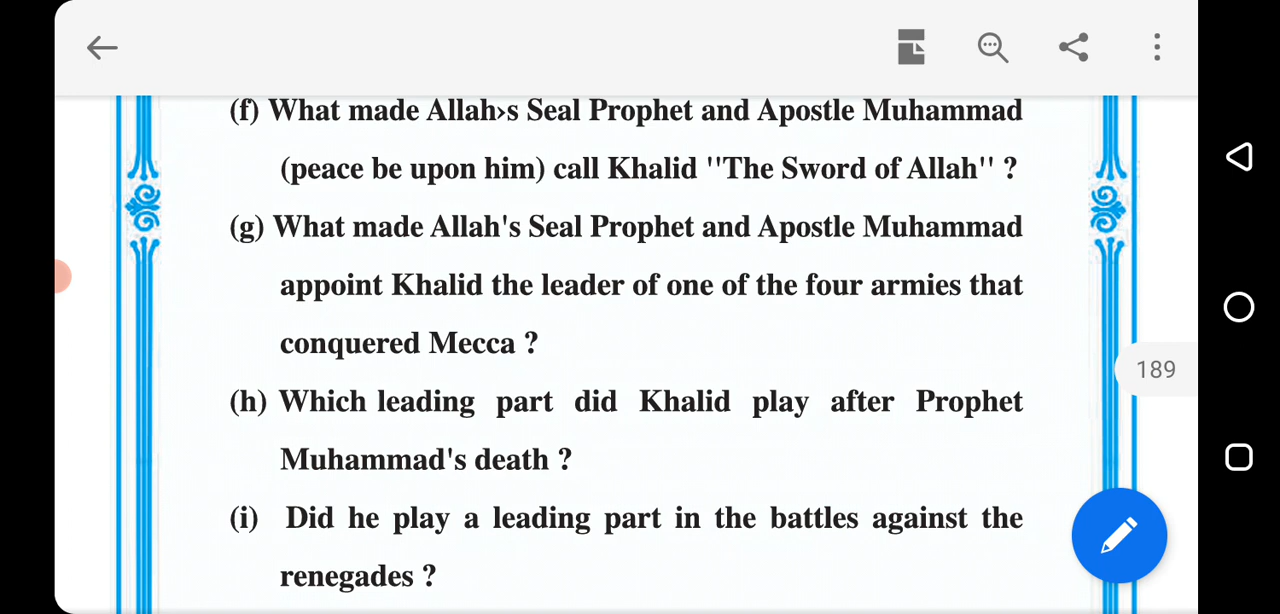 (f) What made Allah›s Seal Prophet and Apostle Muhammad
(peace be upon him) call Khalid ''The Sword of Allah'' ?
(g) What made Allah's Seal Prophet and Apostle Muhammad
appoint Khalid the leader of one of the four armies that
conquered Mecca ?
189
(h) Which leading part did Khalid play after Prophet
Muhammad's death ?
(i) Did he play a leading part in the battles against the
renegades ?